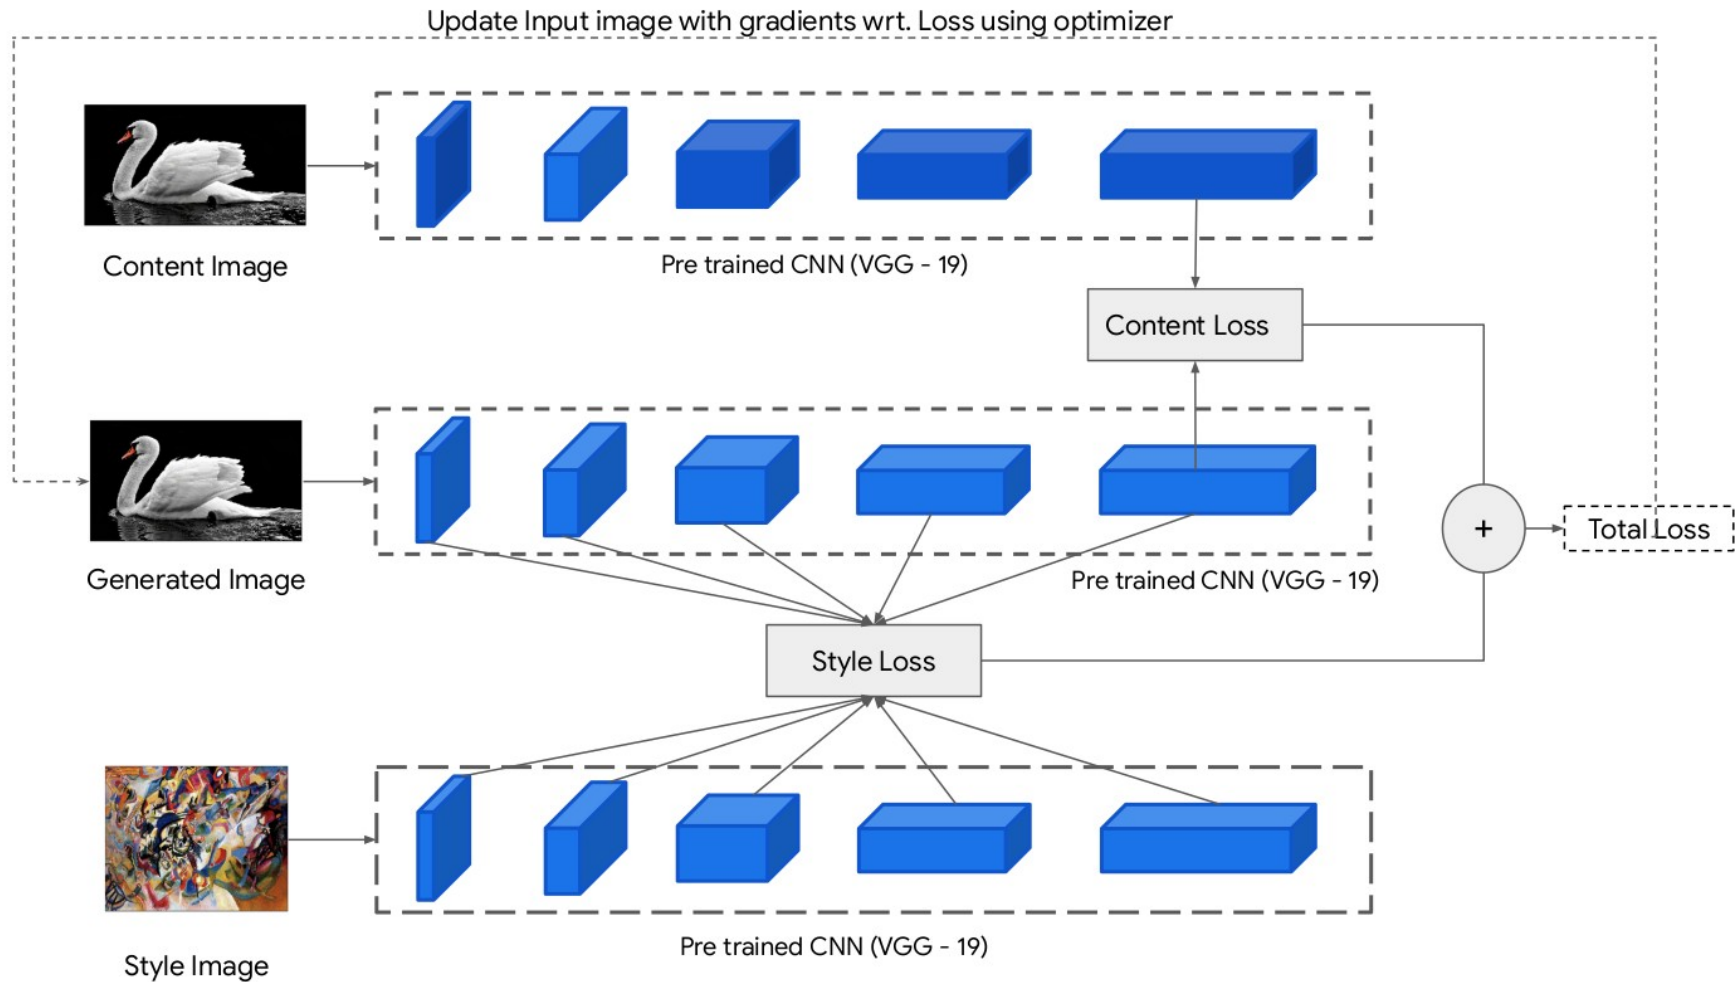 Update Input image with gradients wrt. Loss using optimizer
Content Image
Pre trained CNN (VGG - 19)
Content Loss
Generated Image
Pre trained CNN (VGG - 19)
+
Total Loss
Style Loss
Style Image
Pre trained CNN (VGG - 19)